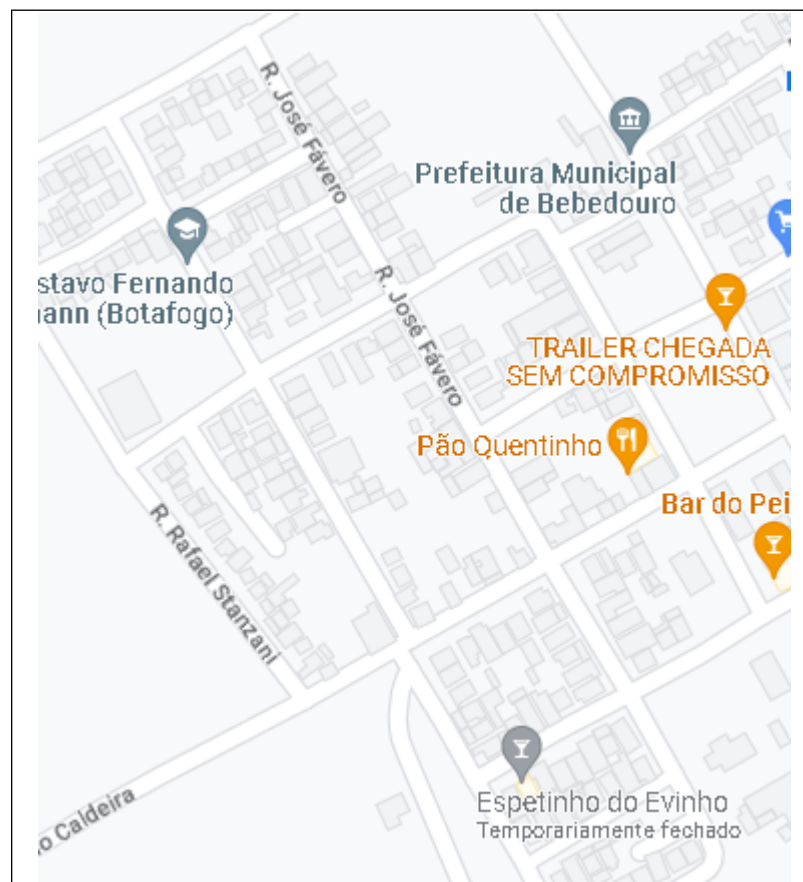 R. José Fávero
Prefeitura Municipal
de Bebedouro
stavo Fernando
ann (Botafogo)
R. José Fávero
TRAILER CHEGADA
SEM COMPROMISSO
Pão Quentinho
Bar do Pei
R. Rafael Stanzani
Espetinho do Evinho
Temporariamente fechado
o Caldeira